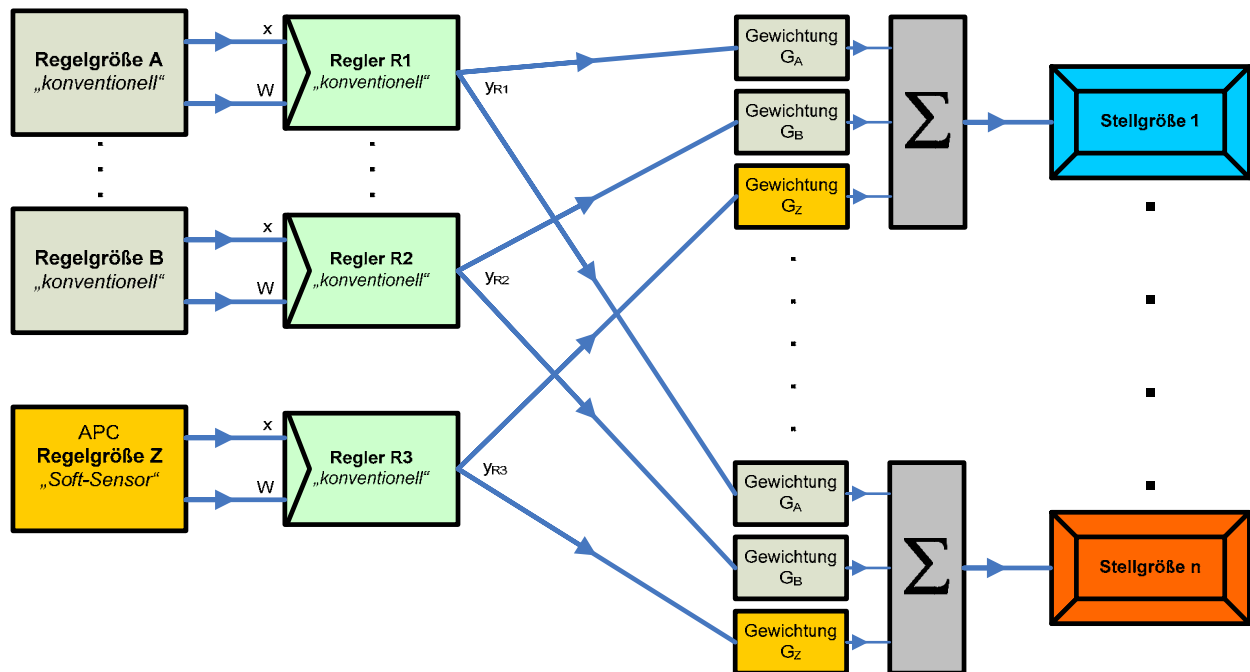 Regelgröße A
„konventionell“
x
W
Regler R1
„konventionell“
yR1
Gewichtung
GA
Gewichtung
GB
Gewichtung
GZ
Σ
Stellgröße 1
Regelgröße B
„konventionell“
x
W
Regler R2
„konventionell“
yR2
APC
Regelgröße Z
„Soft-Sensor“
x
W
Regler R3
„konventionell“
yR3
Gewichtung
GA
Gewichtung
GB
Gewichtung
GZ
Σ
Stellgröße n